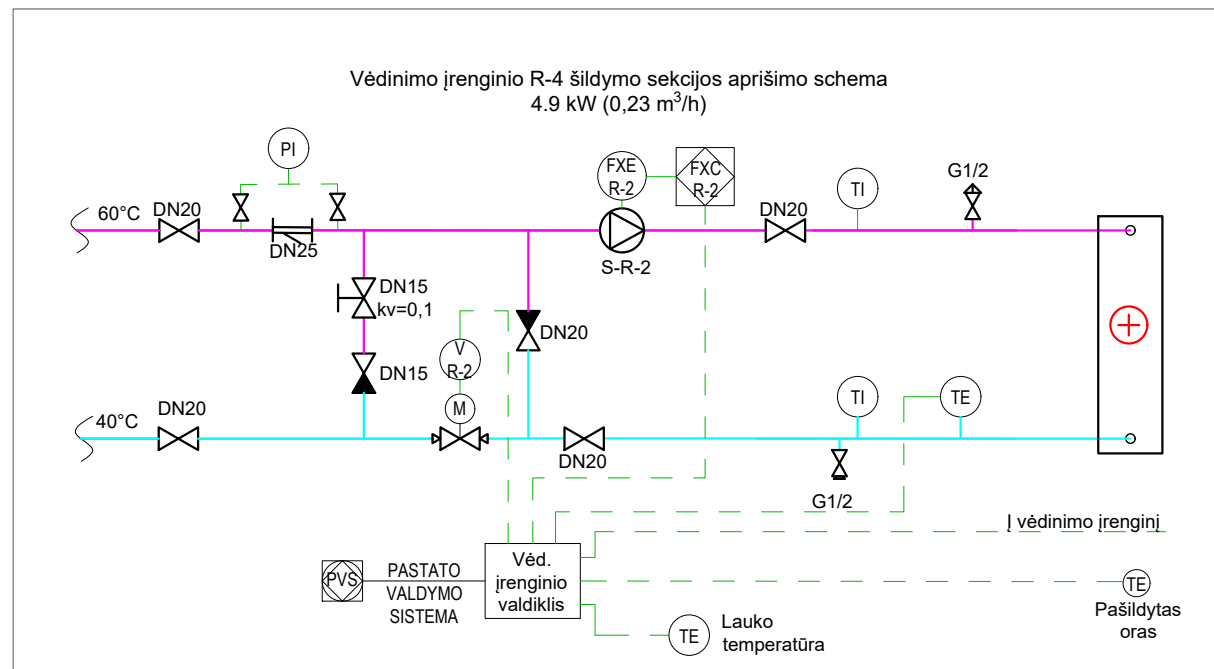 Vėdinimo įrenginio R-4 šildymo sekcijos aprišimo schema
4.9 kW (0,23 m³/h)
PI
FXE
R-2
FXC
R-2
TI
G1/2
60°C
DN20
DN25
S-R-2
DN20
DN15
kv=0,1
DN20
V
R-2
DN15
M
TI
TE
40°C
DN20
DN20
G1/2
Į vėdinimo įrenginį
PVS
PASTATO
VALDYMO
SISTEMA
Vėd.
įrenginio
valdiklis
TE
Pašildytas
oras
TE
Lauko
temperatūra